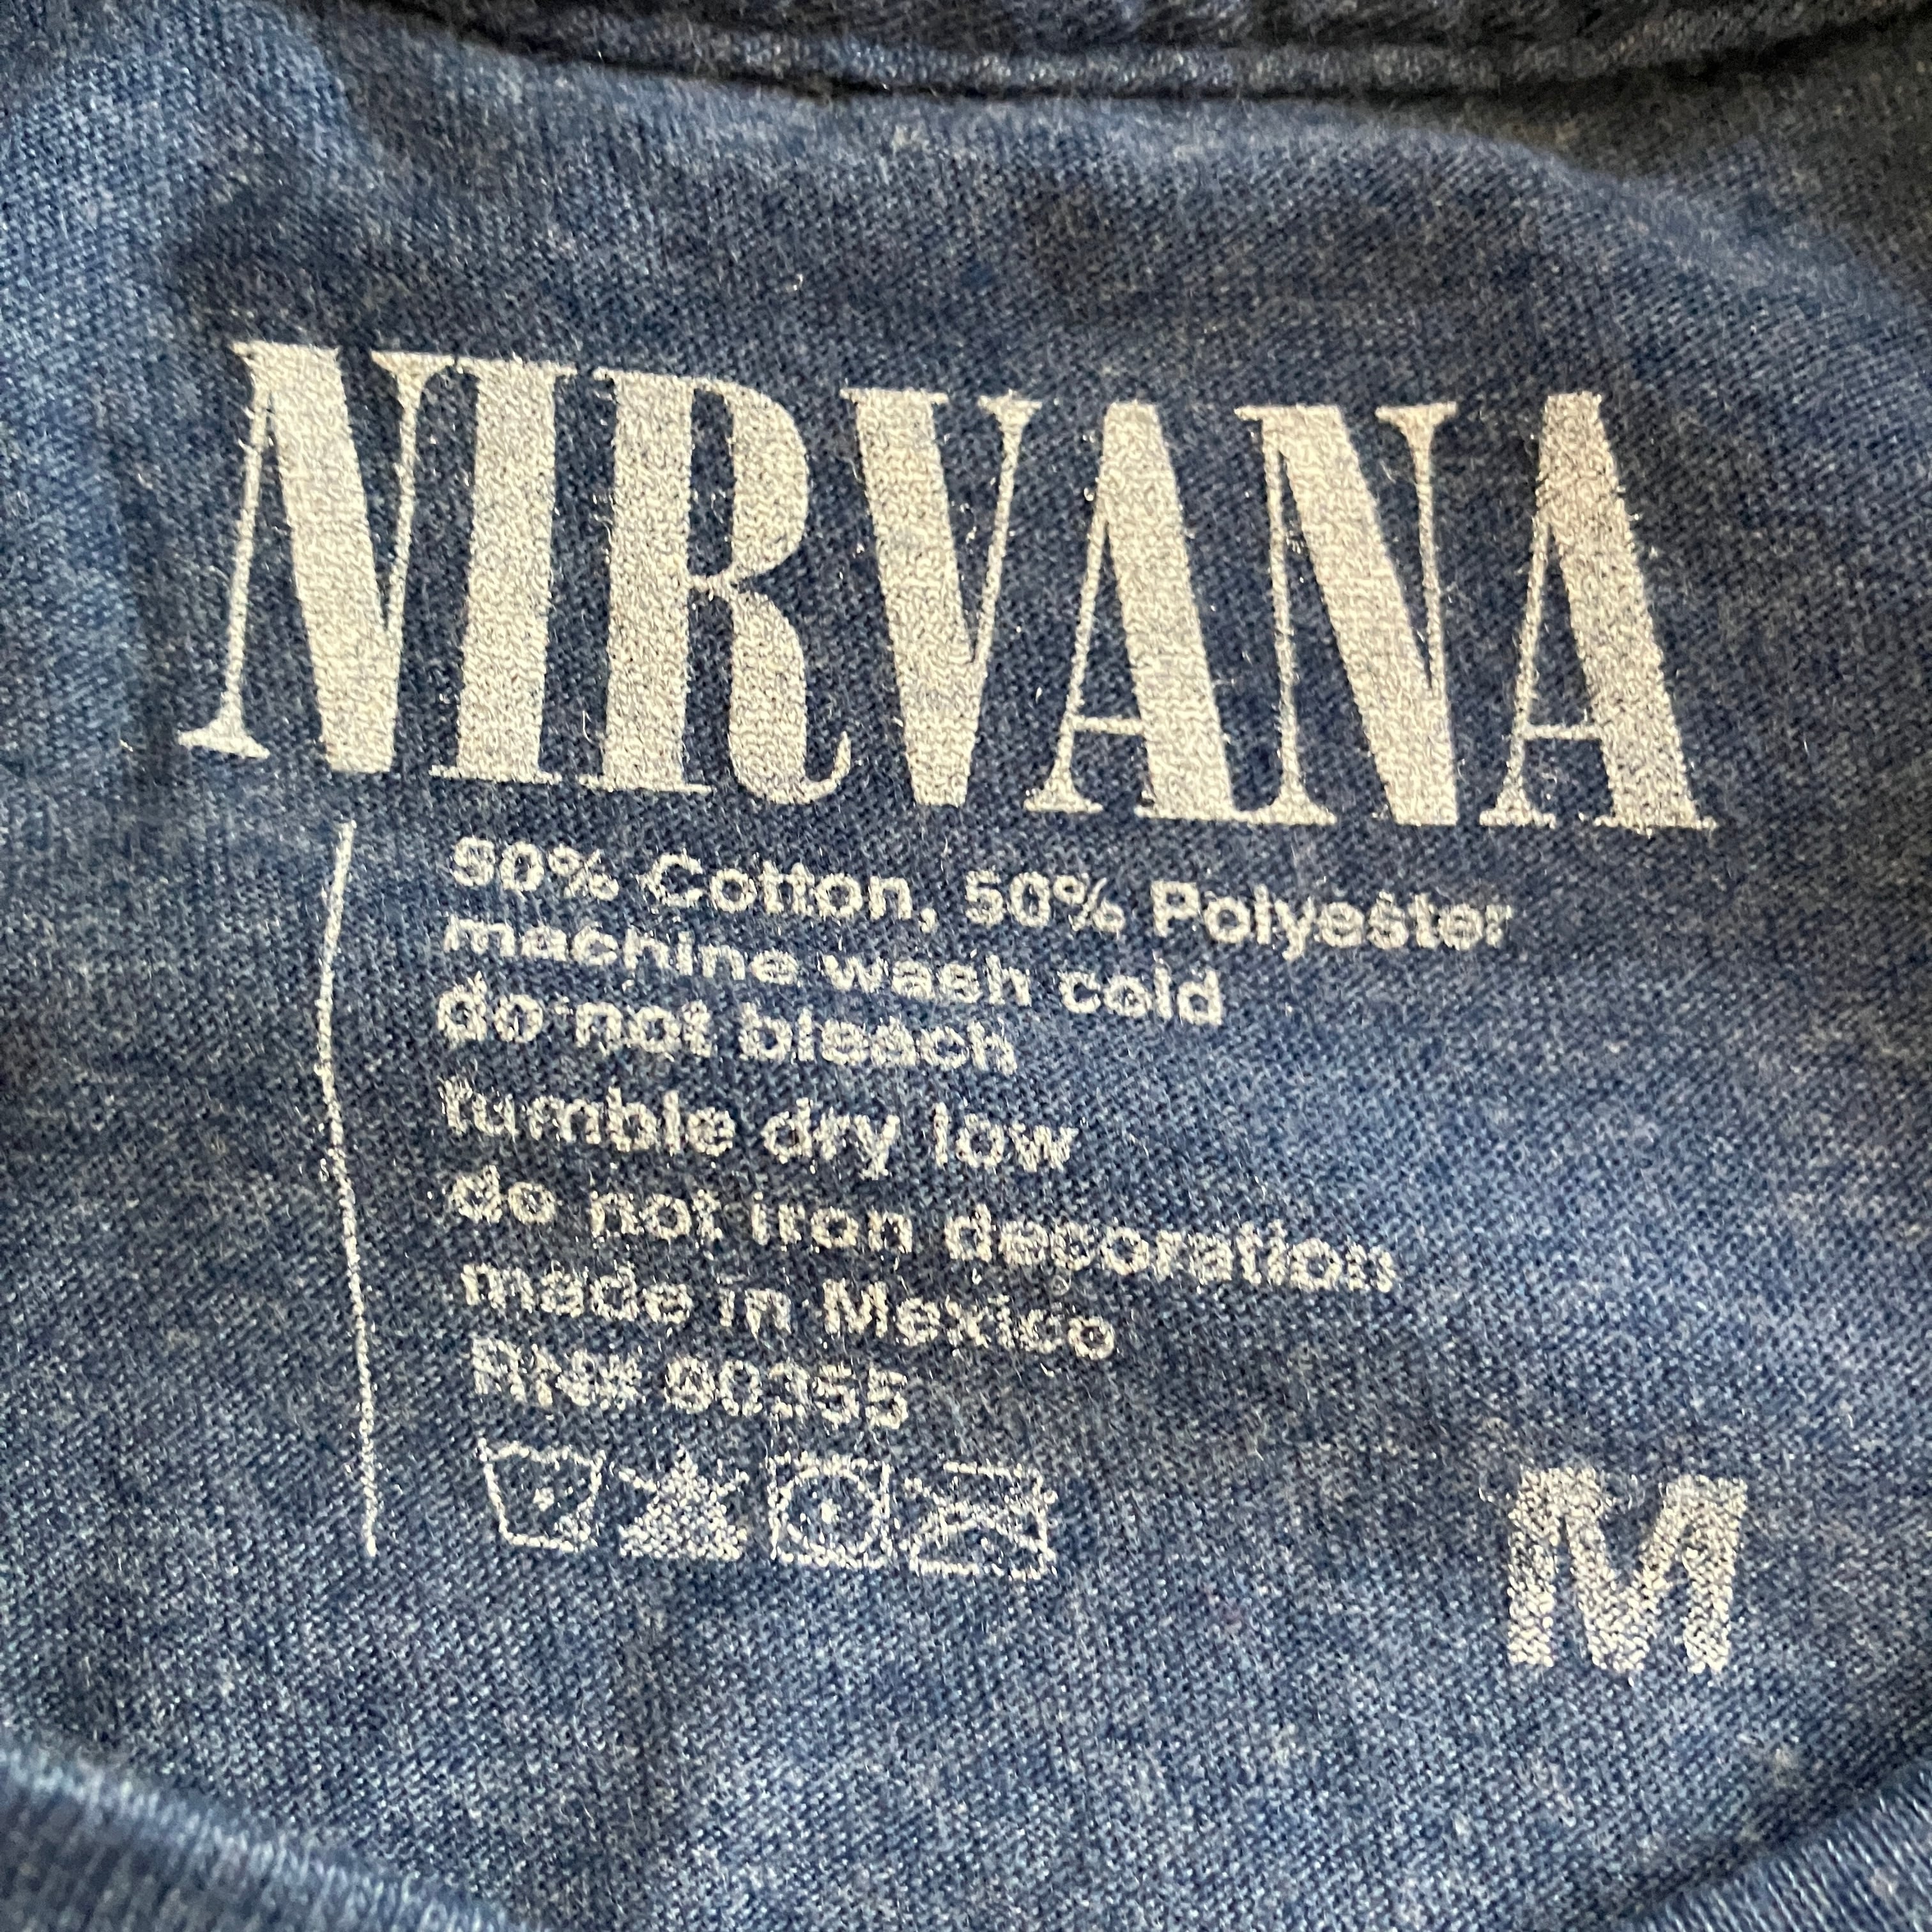 NIRVANA
50% Cotton, 50% Polyester
machine wash cold
do not bleach
tumble dry low
do not iron decoration
made in Mexico
RN# 90355
M